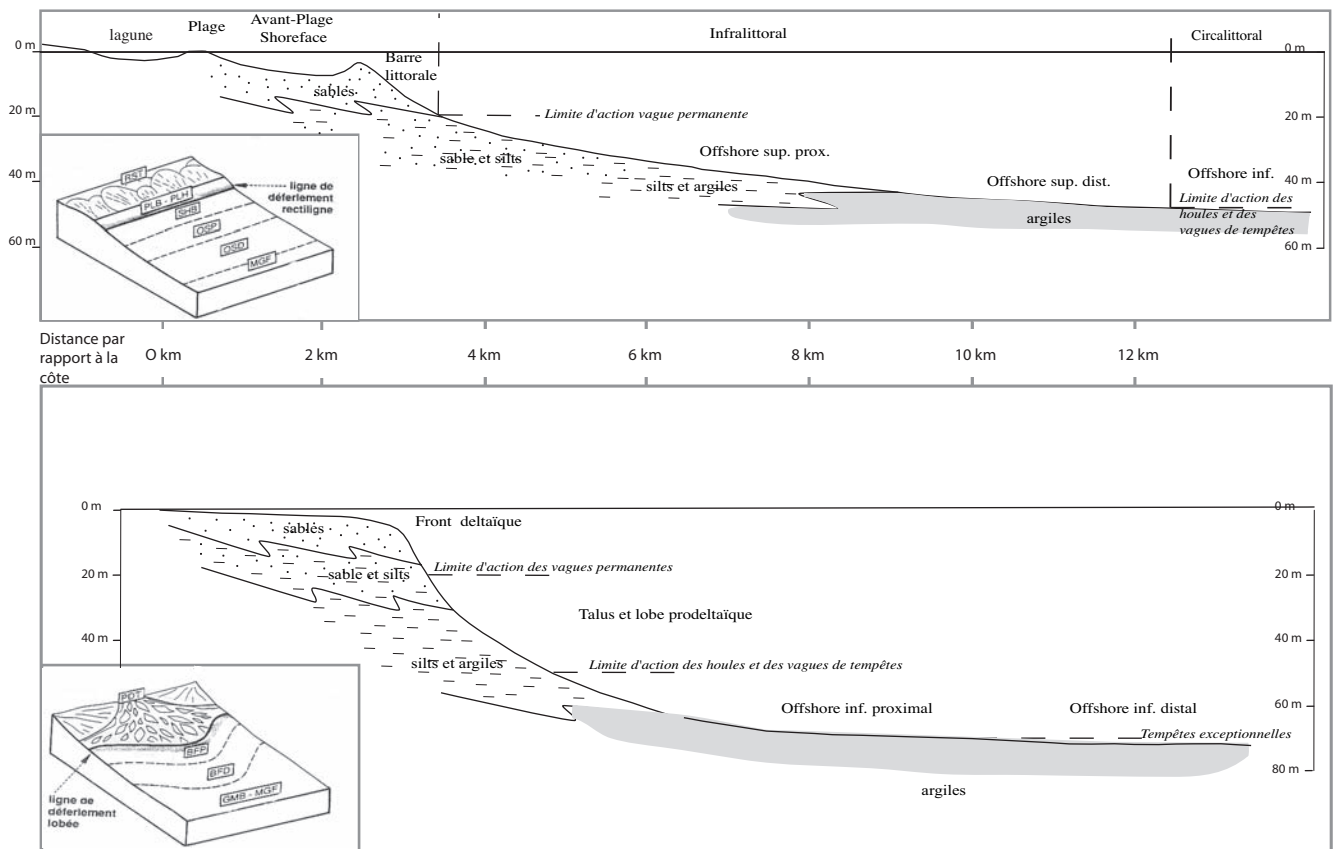 Avant-Plage
Shoreface
lagune
Plage
Infralittoral
Circalittoral
0 m
0 m
Barre
littorale
sables
20 m
Limite d'action vague permanente
20 m
sable et silts
Offshore sup. prox.
Offshore inf.
Offshore sup. dist.
40 m
silts et argiles
40 m
Limite d'action des
houles et des
vagues de tempêtes
argiles
60 m
60 m
RST
ligne de
déferlement
rectiligne
PLB - PLH
SHB
OSP
OSD
MGF
Distance par
rapport à la
côte
O km
2 km
4 km
6 km
8 km
10 km
12 km
0 m
0 m
sables
Front deltaïque
20 m
sable et silts
Limite d'action des vagues permanentes
20 m
Talus et lobe prodeltaïque
40 m
40 m
silts et argiles
Limite d'action des houles et des vagues de tempêtes
60 m
Offshore inf. proximal
Offshore inf. distal
Tempêtes exceptionnelles
80 m
argiles
BFP
BFD
GMB - MGF
ligne de
déferlement
lobée